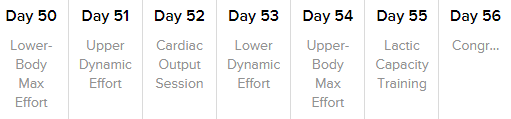 Day 50 Day 51 Day 52 Day 53 Day 54 Day 55 Day 56
Lower-
Body
Max
Effort
Upper
Dynamic
Effort
Cardiac
Output
Session
Lower
Dynamic
Effort
Upper-
Body
Max
Effort
Lactic
Capacity
Training
Congr...